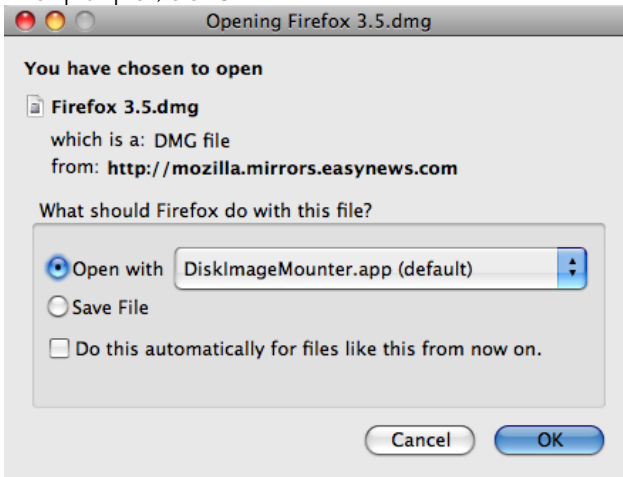 Opening Firefox 3.5.dmg
You have chosen to open
Firefox 3.5.dmg
which is a: DMG file
from: http://mozilla.mirrors.easynews.com
What should Firefox do with this file?
Open with DiskImageMounter.app (default)
Save File
Do this automatically for files like this from now on.
Cancel OK